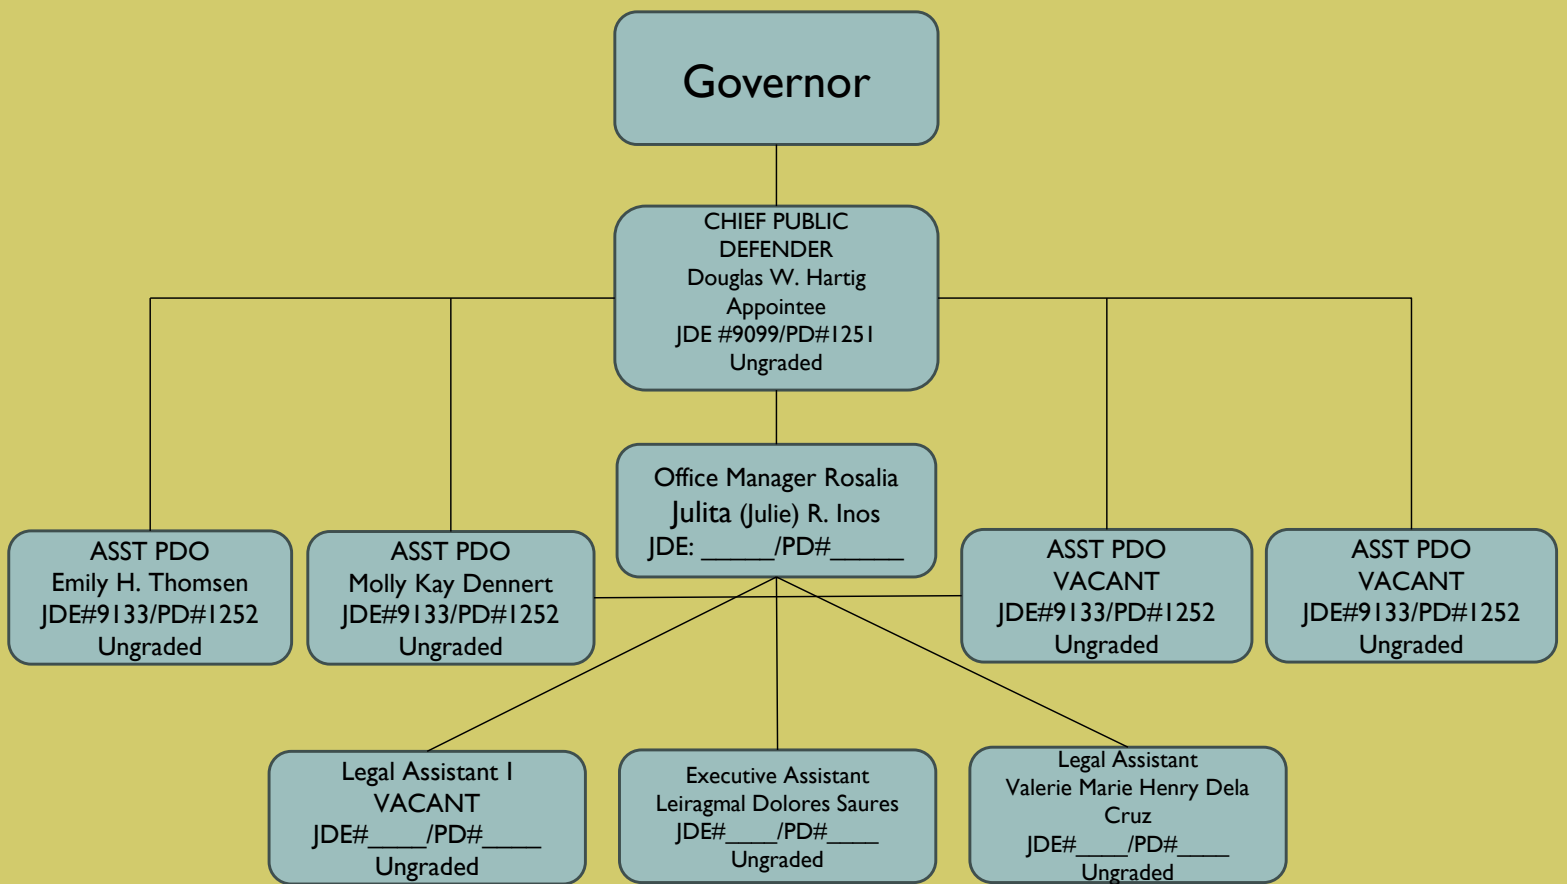 Governor
CHIEF PUBLIC
DEFENDER
Douglas W. Hartig
Appointee
JDE #9099/PD#1251
Ungraded
Office Manager Rosalia
Julita (Julie) R. Inos
JDE: ______/PD#______
ASST PDO
Emily H. Thomsen
JDE#9133/PD#1252
Ungraded
ASST PDO
Molly Kay Dennert
JDE#9133/PD#1252
Ungraded
ASST PDO
VACANT
JDE#9133/PD#1252
Ungraded
ASST PDO
VACANT
JDE#9133/PD#1252
Ungraded
Legal Assistant I
VACANT
JDE#____/PD#____
Ungraded
Executive Assistant
Leiragmal Dolores Saures
JDE#____/PD#____
Ungraded
Legal Assistant
Valerie Marie Henry Dela
Cruz
JDE#____/PD#____
Ungraded